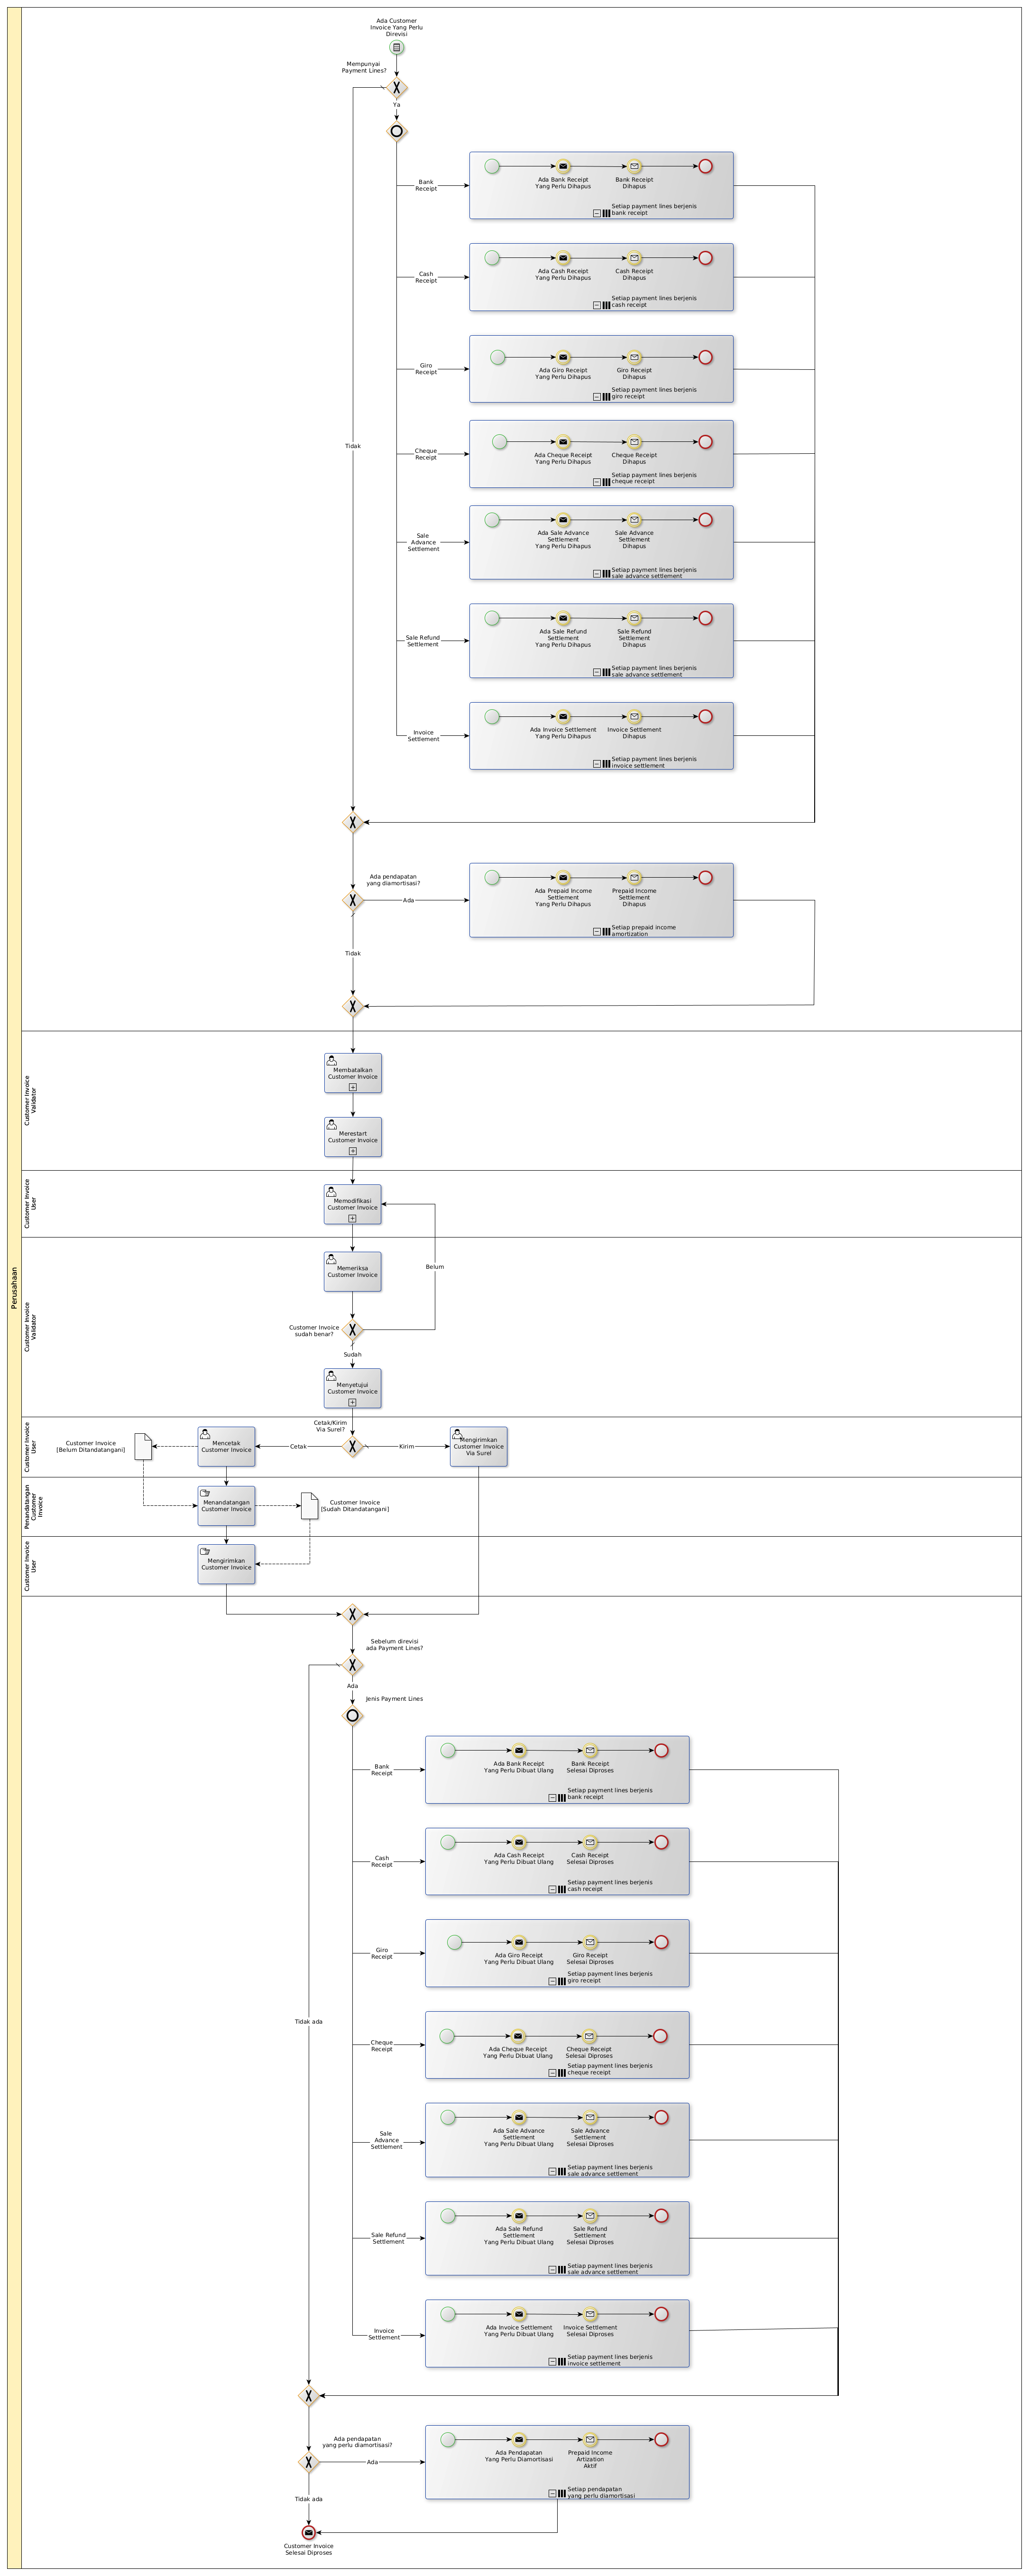 Perusahaan
Ada Customer
Invoice Yang Perlu
Direvisi
Mempunyai
Payment Lines?
Ya
Tidak
Bank
Receipt
Ada Bank Receipt
Yang Perlu Dihapus
Bank Receipt
Dihapus
Setiap payment lines berjenis
bank receipt
Cash
Receipt
Ada Cash Receipt
Yang Perlu Dihapus
Cash Receipt
Dihapus
Setiap payment lines berjenis
cash receipt
Giro
Receipt
Ada Giro Receipt
Yang Perlu Dihapus
Giro Receipt
Dihapus
Setiap payment lines berjenis
giro receipt
Cheque
Receipt
Ada Cheque Receipt
Yang Perlu Dihapus
Cheque Receipt
Dihapus
Setiap payment lines berjenis
cheque receipt
Sale
Advance
Settlement
Ada Sale Advance
Settlement
Yang Perlu Dihapus
Sale Advance
Settlement
Dihapus
Setiap payment lines berjenis
sale advance settlement
Sale Refund
Settlement
Ada Sale Refund
Settlement
Yang Perlu Dihapus
Sale Refund
Settlement
Dihapus
Setiap payment lines berjenis
sale advance settlement
Invoice
Settlement
Ada Invoice Settlement
Yang Perlu Dihapus
Invoice Settlement
Dihapus
Setiap payment lines berjenis
invoice settlement
Ada pendapatan
yang diamortisasi?
Ada
Tidak
Ada Prepaid Income
Settlement
Yang Perlu Dihapus
Prepaid Income
Settlement
Dihapus
Setiap prepaid income
amortization
Customer Invoice
Validator
Membatalkan
Customer Invoice
Merestart
Customer Invoice
Customer Invoice
User
Memodifikasi
Customer Invoice
Customer Invoice
Validator
Memeriksa
Customer Invoice
Belum
Customer Invoice
sudah benar?
Sudah
Menyetujui
Customer Invoice
Customer Invoice
User
Cetak/Kirim
Via Surel?
Customer Invoice
[Belum Ditandatangani]
Mencetak
Customer Invoice
Cetak
Kirim
Mengirimkan
Customer Invoice
Via Surel
Penandatangan
Customer
Invoice
Menandatangan
Customer Invoice
Customer Invoice
[Sudah Ditandatangani]
Customer Invoice
User
Mengirimkan
Customer Invoice
Sebelum direvisi
ada Payment Lines?
Ada
Tidak ada
Jenis Payment Lines
Bank
Receipt
Ada Bank Receipt
Yang Perlu Dibuat Ulang
Bank Receipt
Selesai Diproses
Setiap payment lines berjenis
bank receipt
Cash
Receipt
Ada Cash Receipt
Yang Perlu Dibuat Ulang
Cash Receipt
Selesai Diproses
Setiap payment lines berjenis
cash receipt
Giro
Receipt
Ada Giro Receipt
Yang Perlu Dibuat Ulang
Giro Receipt
Selesai Diproses
Setiap payment lines berjenis
giro receipt
Cheque
Receipt
Ada Cheque Receipt
Yang Perlu Dibuat Ulang
Cheque Receipt
Selesai Diproses
Setiap payment lines berjenis
cheque receipt
Sale
Advance
Settlement
Ada Sale Advance
Settlement
Yang Perlu Dibuat Ulang
Sale Advance
Settlement
Selesai Diproses
Setiap payment lines berjenis
sale advance settlement
Sale Refund
Settlement
Ada Sale Refund
Settlement
Yang Perlu Dibuat Ulang
Sale Refund
Settlement
Selesai Diproses
Setiap payment lines berjenis
sale advance settlement
Invoice
Settlement
Ada Invoice Settlement
Yang Perlu Dibuat Ulang
Invoice Settlement
Selesai Diproses
Setiap payment lines berjenis
invoice settlement
Ada pendapatan
yang perlu diamortisasi?
Ada
Tidak ada
Ada Pendapatan
Yang Perlu Diamortisasi
Prepaid Income
Artization
Aktif
Setiap pendapatan
yang perlu diamortisasi
Customer Invoice
Selesai Diproses